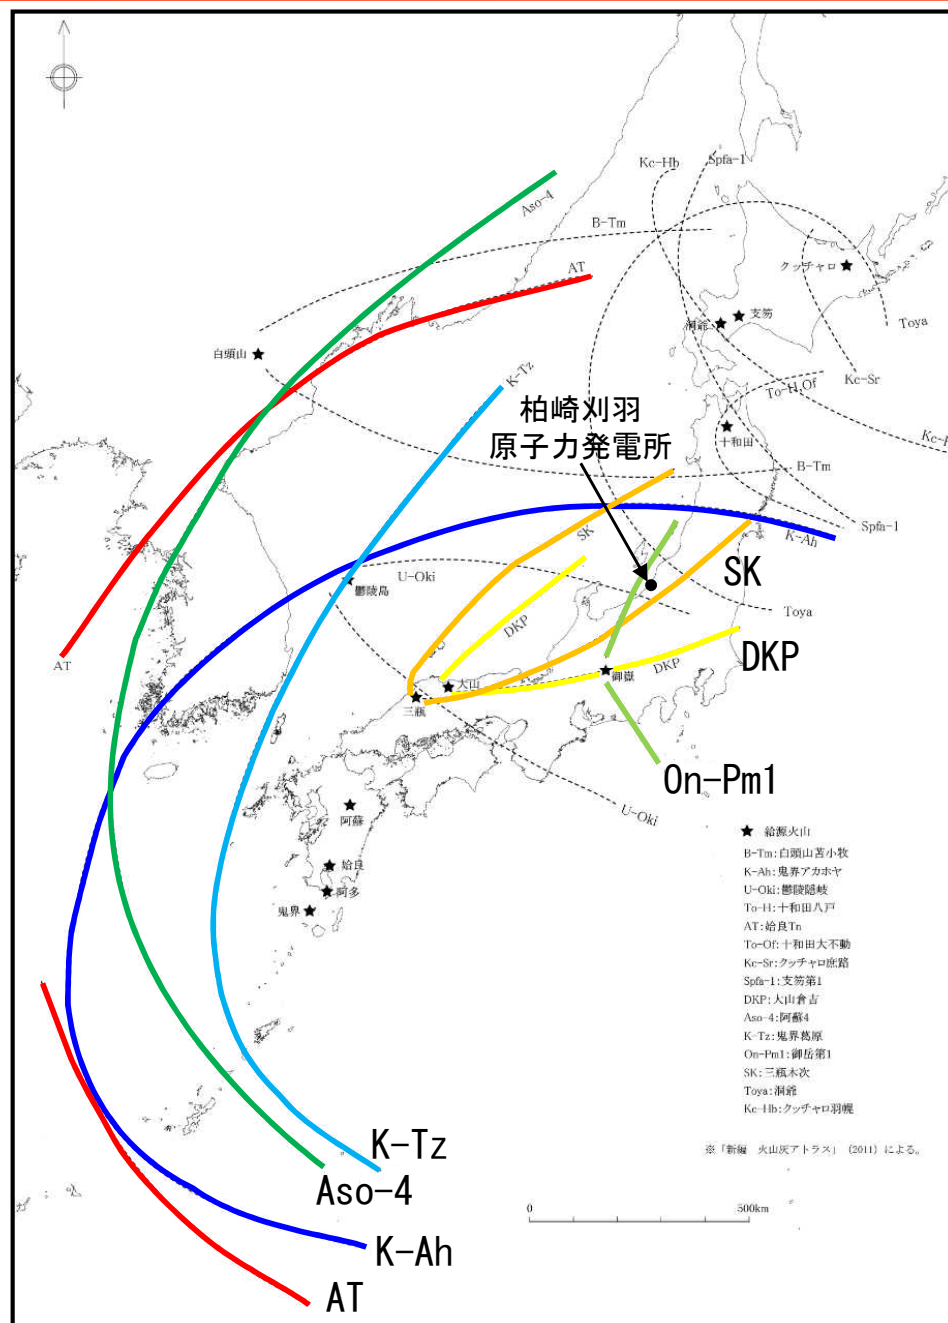 Kc-Hb
Spfa-1
Aso-4
B-Tm
クッチャロ
AT
Toya
支笏
洞爺
白頭山
K-Tz
Kc-Sr
To-H,Of
柏崎刈羽
原子力発電所
十和田
B-Tm
Spfa-1
K-Ah
SK
SK
U-Oki
鬱陵島
Toya
DKP
DKP
DKP
AT
大山
御嶽
三瓶
On-Pm1
U-Oki
阿蘇
姶良
阿多
鬼界
★ 給源火山
B-Tm:白頭山苫小牧
K-Ah:鬼界アカホヤ
U-Oki:鬱陵隠岐
To-H:十和田八戸
AT:姶良Tn
To-Of:十和田大不動
Kc-Sr:クッチャロ庶路
Spfa-1:支笏第1
DKP:大山倉吉
Aso-4:阿蘇4
K-Tz:鬼界葛原
On-Pm1:御岳第1
SK:三瓶木次
Toya:洞爺
Kc-Hb:クッチャロ羽幌
※「新編 火山灰アトラス」(2011)による。
K-Tz
Aso-4
0 500km
K-Ah
AT